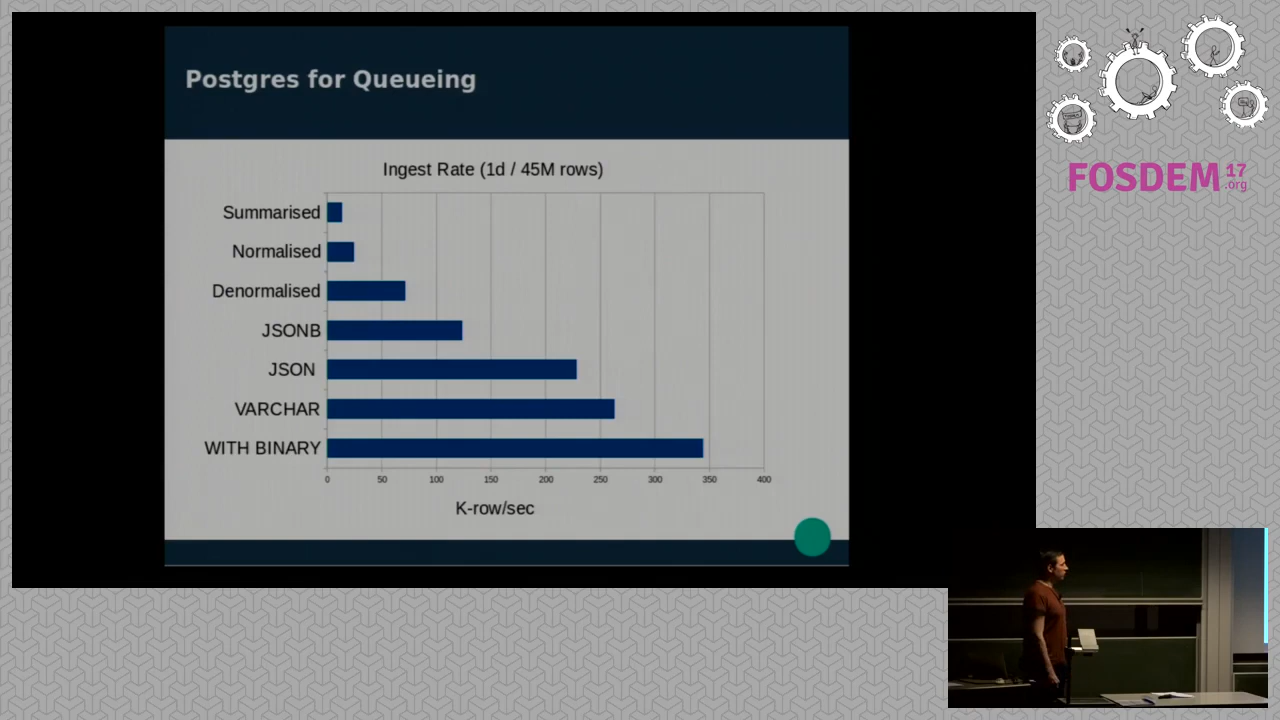 Postgres for Queueing
Ingest Rate (1d / 45M rows)
Summarised
Normalised
Denormalised
JSONB
JSON
VARCHAR
WITH BINARY
0 50 100 150 200 250 300 350 400
K-row/sec
FOSDEM 17
.org